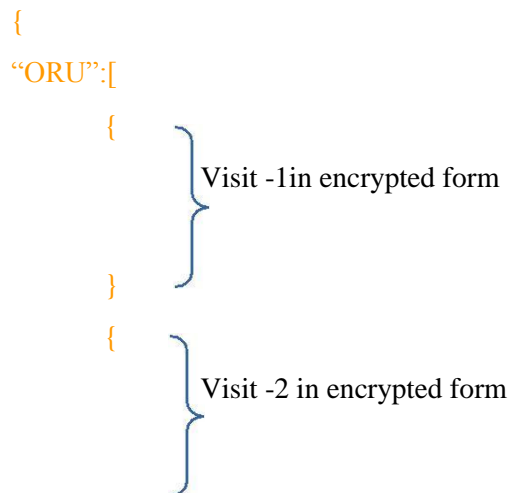 {
“ORU”:[
{
Visit -1in encrypted form
}
{
Visit -2 in encrypted form